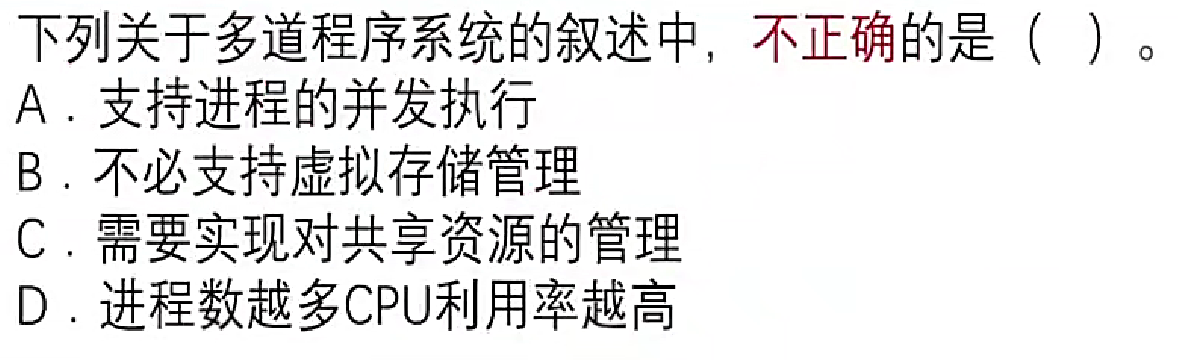 下列关于多道程序系统的叙述中，不正确的是（ ）。
A．支持进程的并发执行
B．不必支持虚拟存储管理
C．需要实现对共享资源的管理
D．进程数越多CPU利用率越高